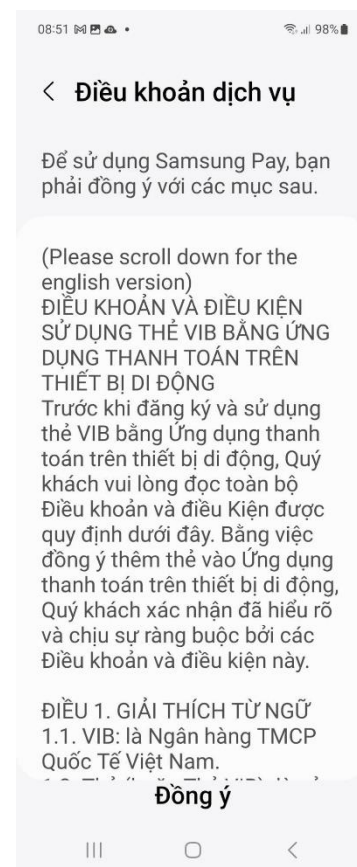 08:51
98%
Điều khoản dịch vụ
Để sử dụng Samsung Pay, bạn
phải đồng ý với các mục sau.
(Please scroll down for the
english version)
ĐIỀU KHOẢN VÀ ĐIỀU KIỆN
SỬ DỤNG THẺ VIB BẰNG ỨNG
DỤNG THANH TOÁN TRÊN
THIẾT BỊ DI ĐỘNG
Trước khi đăng ký và sử dụng
thẻ VIB bằng Ứng dụng thanh
toán trên thiết bị di động, Quý
khách vui lòng đọc toàn bộ
Điều khoản và điều Kiện được
quy định dưới đây. Bằng việc
đồng ý thêm thẻ vào Ứng dụng
thanh toán trên thiết bị di động,
Quý khách xác nhận đã hiểu rõ
và chịu sự ràng buộc bởi các
Điều khoản và điều kiện này.
ĐIỀU 1. GIẢI THÍCH TỪ NGỮ
1.1. VIB: là Ngân hàng TMCP
Quốc Tế Việt Nam.
Đồng ý